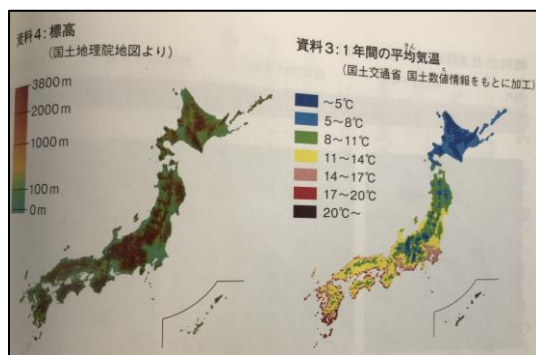 資料4：標高
（国土地理院地図より）
3800m
2000m
1000m
100m
0m
資料3：1年間の平均気温
（国土交通省 国土数値情報をもとに加工）
～5℃
5～8℃
8～11℃
11～14℃
14～17℃
17～20℃
20℃～